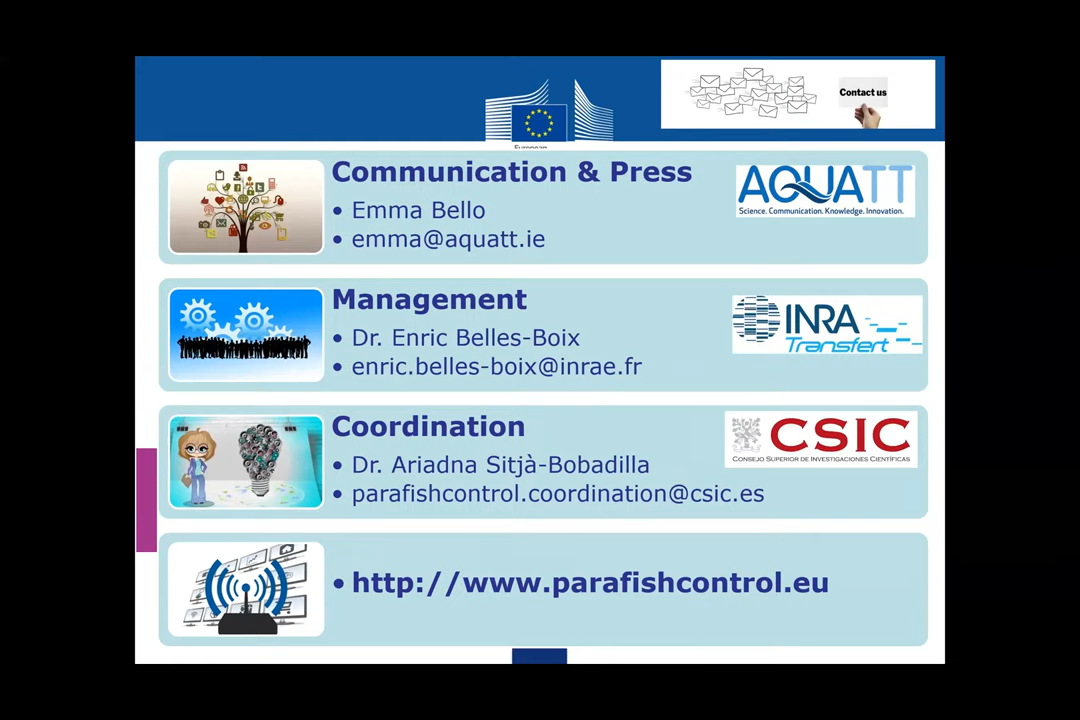 Contact us
European
Communication & Press
• Emma Bello
• emma@aquatt.ie
AQUATT
Science. Communication. Knowledge. Innovation.
Management
• Dr. Enric Belles-Boix
• enric.belles-boix@inrae.fr
INRA
Transfert
Coordination
• Dr. Ariadna Sitjà-Bobadilla
• parafishcontrol.coordination@csic.es
CSIC
CONSEJO SUPERIOR DE INVESTIGACIONES CIENTÍFICAS
• http://www.parafishcontrol.eu